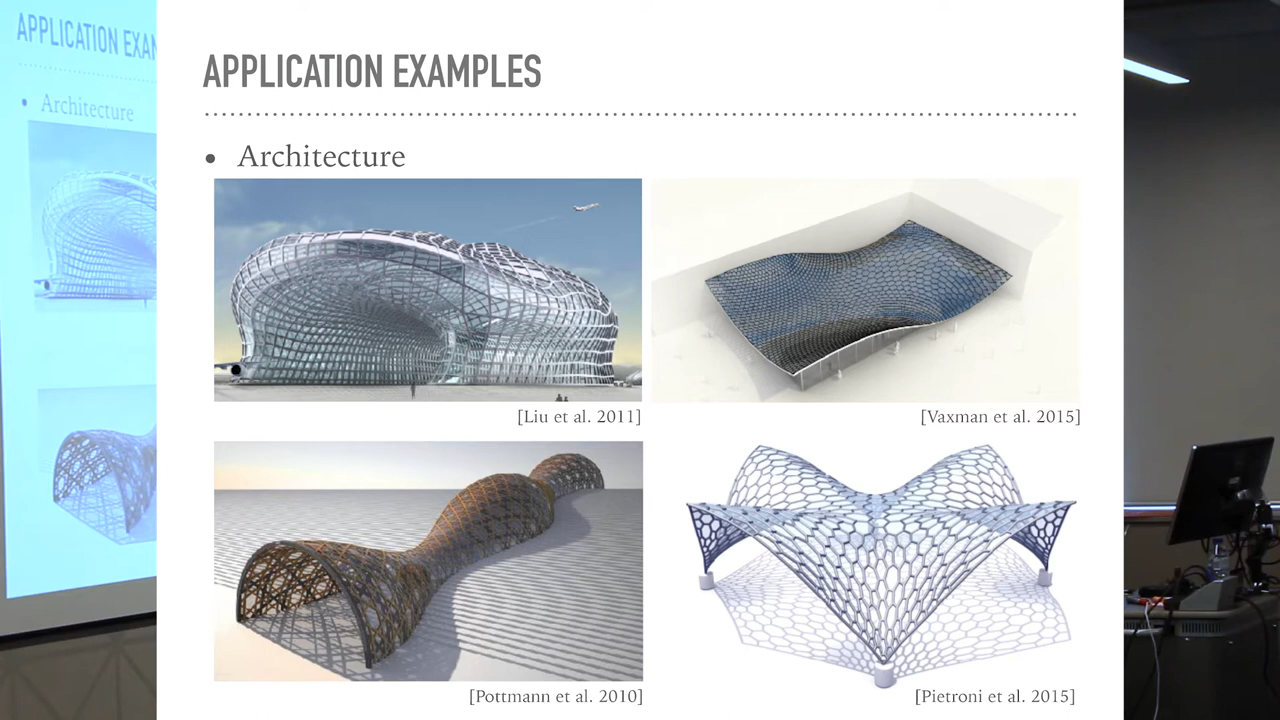 APPLICATION EXAM
• Architecture
APPLICATION EXAMPLES
• Architecture
[Liu et al. 2011]
[Vaxman et al. 2015]
[Pottmann et al. 2010]
[Pietroni et al. 2015]